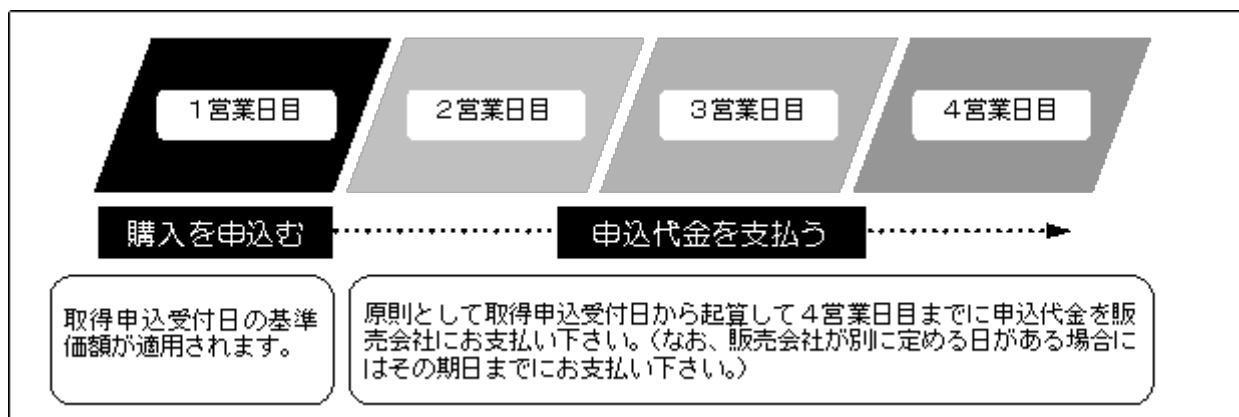 １営業日目
２営業日目
３営業日目
４営業日目
購入を申込む
申込代金を支払う
取得申込受付日の基準
価額が適用されます。
原則として取得申込受付日から起算して４営業日目までに申込代金を販
売会社にお支払い下さい。（なお、販売会社が別に定める日がある場合に
はその期日までにお支払い下さい。）